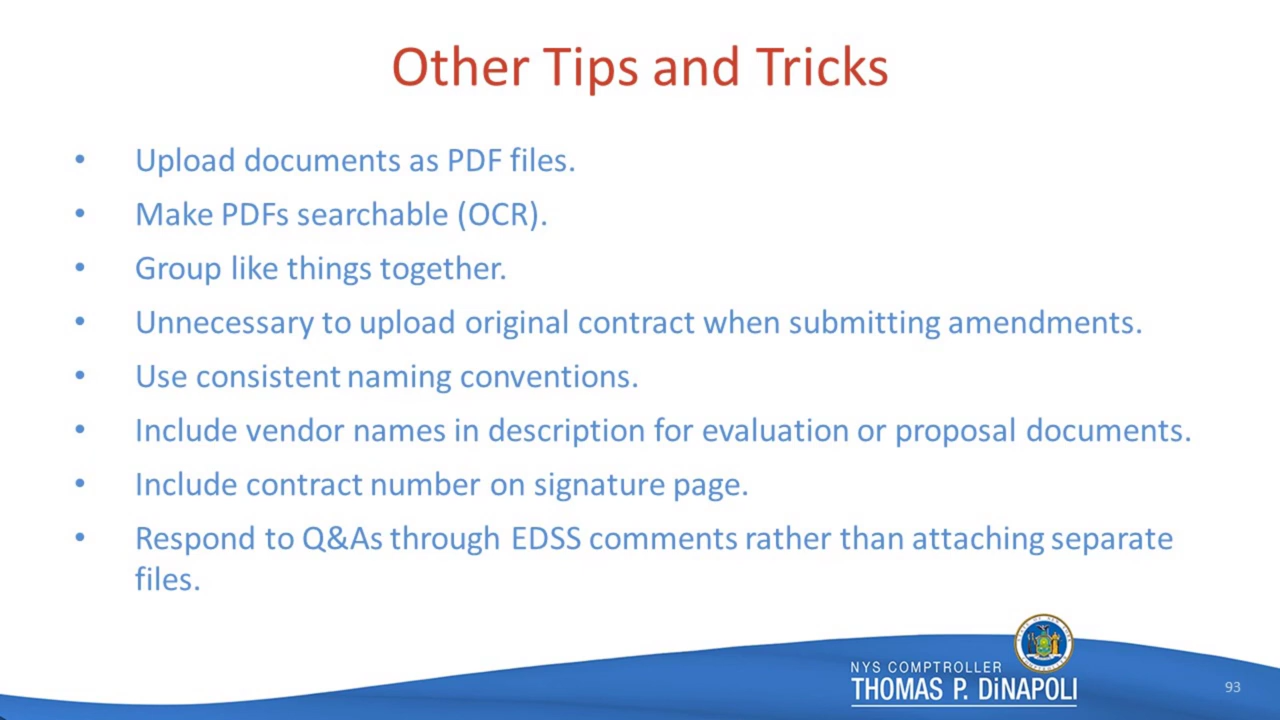 Other Tips and Tricks
• Upload documents as PDF files.
• Make PDFs searchable (OCR).
• Group like things together.
• Unnecessary to upload original contract when submitting amendments.
• Use consistent naming conventions.
• Include vendor names in description for evaluation or proposal documents.
• Include contract number on signature page.
• Respond to Q&As through EDSS comments rather than attaching separate
files.
NYS COMPTROLLER
THOMAS P. DiNAPOLI
93